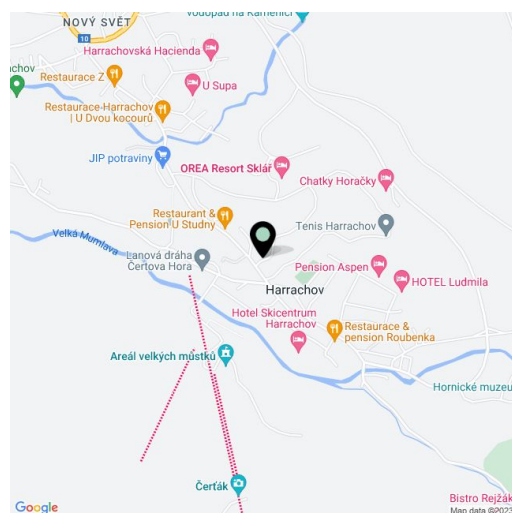 Vodopád na Kamenici
NOVÝ SVĚT
10
Harrachovská Hacienda
Restaurace Z
achov
U Supa
Restaurace Harrachov
| U Dvou kocourů
JIP potraviny
OREA Resort Sklář
Chatky Horačky
Restaurant &
Pension U Studny
Tenis Harrachov
Velká Mumlava
Lanová dráha
Čertova Hora
Pension Aspen
HOTEL Ludmila
Harrachov
Hotel Skicentrum
Harrachov
Restaurace &
pension Roubenka
Areál velkých můstků
Hornické muzeu
Čerťák
Bistro Rejžák
Google
Map data ©2023